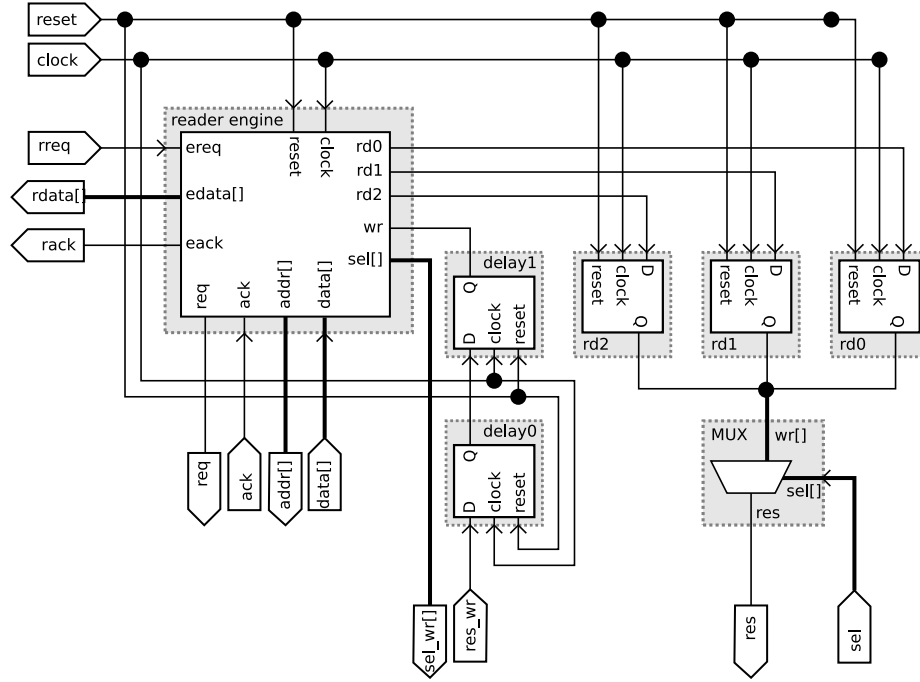 reset
clock
reader engine
rreq
ereq
reset
clock
rd0
rd1
rdata[]
edata[]
rd2
wr
rack
eack
sel[]
req
ack
addr[]
data[]
delay1
Q
D
clock
reset
reset
clock
D
Q
rd2
reset
clock
D
Q
rd1
reset
clock
D
Q
rd0
delay0
Q
D
clock
reset
MUX
wr[]
sel[]
res
req
ack
addr[]
data[]
sel_wr[]
res_wr
res
sel